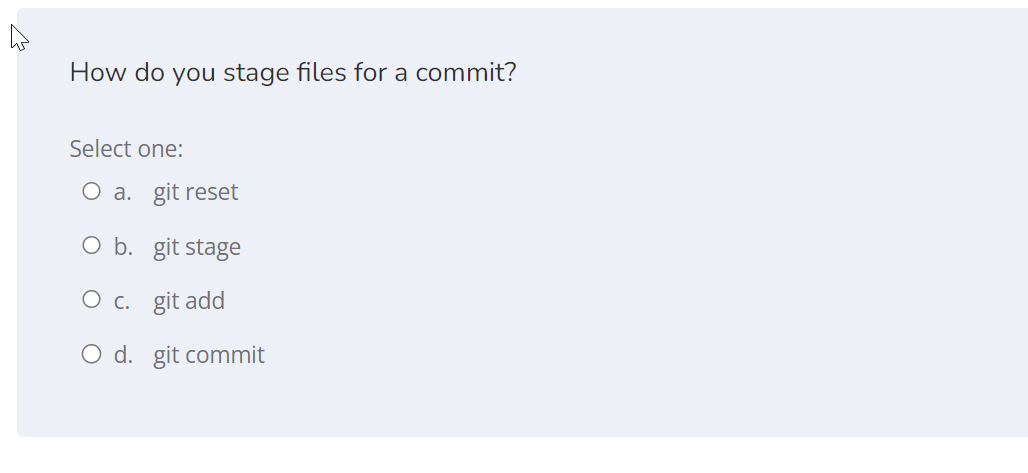 How do you stage files for a commit?
Select one:
a. git reset
b. git stage
c. git add
d. git commit